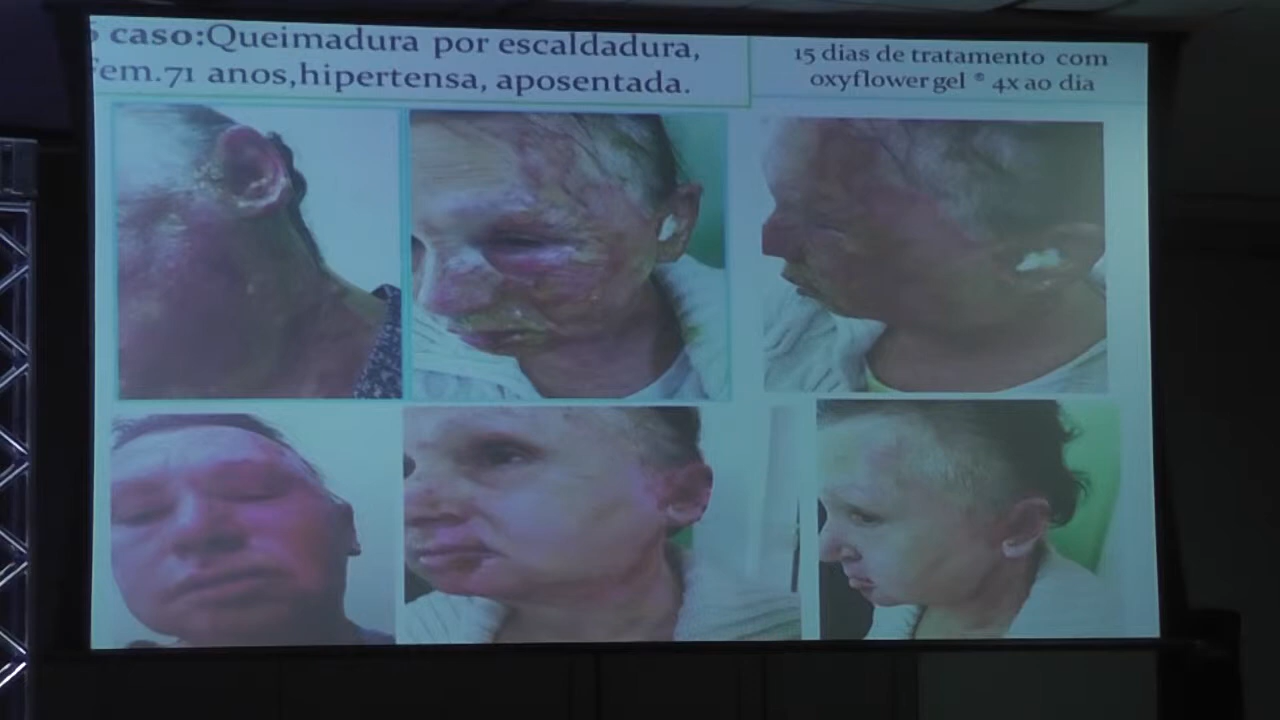 caso:Queimadura por escaldadura,
fem.71 anos,hipertensa, aposentada.
15 dias de tratamento com
oxyflower gel ® 4x ao dia